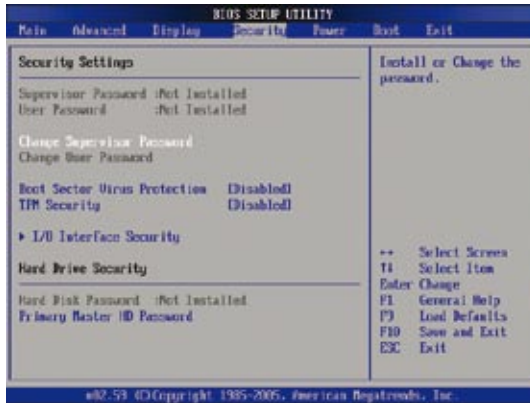 BIOS SETUP UTILITY
Main Advanced Display Security Power Boot Exit
Security Settings
Supervisor Password :Not Installed
User Password :Not Installed
Change Supervisor Password
Change User Password
Boot Sector Virus Protection [Disabled]
TPM Security [Disabled]
I/O Interface Security
Hard Drive Security
Hard Disk Password :Not Installed
Primary Master HD Password
Install or Change the
password.
Select Screen
Select Item
Enter Change
F1 General Help
F9 Load Defaults
F10 Save and Exit
ESC Exit
v02.59 (C)Copyright 1985-2005, American Megatrends, Inc.